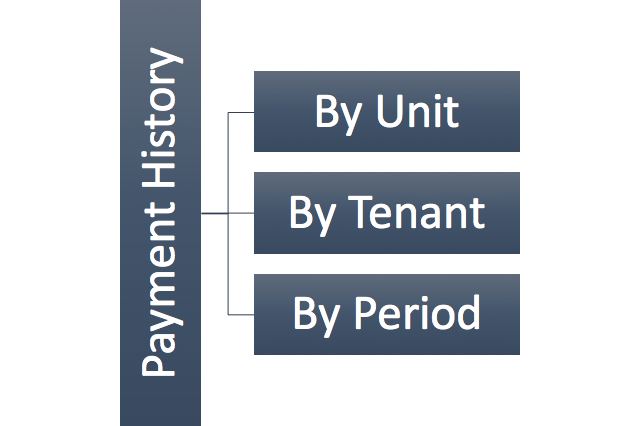 Payment History
By Unit
By Tenant
By Period